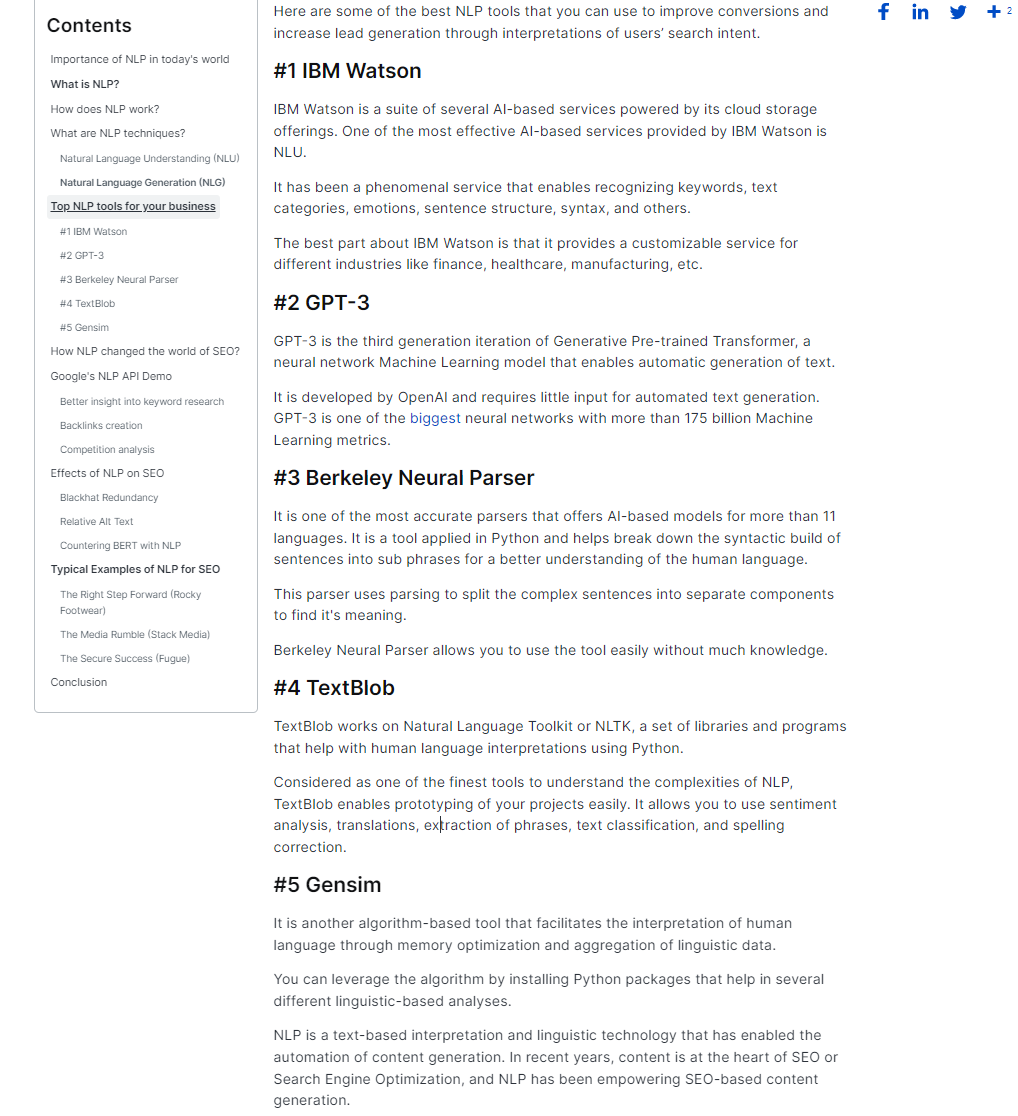 Contents
Importance of NLP in today's world
What is NLP?
How does NLP work?
What are NLP techniques?
Natural Language Understanding (NLU)
Natural Language Generation (NLG)
Top NLP tools for your business
#1 IBM Watson
#2 GPT-3
#3 Berkeley Neural Parser
#4 TextBlob
#5 Gensim
How NLP changed the world of SEO?
Google's NLP API Demo
Better insight into keyword research
Backlinks creation
Competition analysis
Effects of NLP on SEO
Blackhat Redundancy
Relative Alt Text
Countering BERT with NLP
Typical Examples of NLP for SEO
The Right Step Forward (Rocky
Footwear)
The Media Rumble (Stack Media)
The Secure Success (Fugue)
Conclusion
Here are some of the best NLP tools that you can use to improve conversions and
increase lead generation through interpretations of users’ search intent.
#1 IBM Watson
IBM Watson is a suite of several AI-based services powered by its cloud storage
offerings. One of the most effective AI-based services provided by IBM Watson is
NLU.
It has been a phenomenal service that enables recognizing keywords, text
categories, emotions, sentence structure, syntax, and others.
The best part about IBM Watson is that it provides a customizable service for
different industries like finance, healthcare, manufacturing, etc.
#2 GPT-3
GPT-3 is the third generation iteration of Generative Pre-trained Transformer, a
neural network Machine Learning model that enables automatic generation of text.
It is developed by OpenAI and requires little input for automated text generation.
GPT-3 is one of the biggest neural networks with more than 175 billion Machine
Learning metrics.
#3 Berkeley Neural Parser
It is one of the most accurate parsers that offers AI-based models for more than 11
languages. It is a tool applied in Python and helps break down the syntactic build of
sentences into sub phrases for a better understanding of the human language.
This parser uses parsing to split the complex sentences into separate components
to find it's meaning.
Berkeley Neural Parser allows you to use the tool easily without much knowledge.
#4 TextBlob
TextBlob works on Natural Language Toolkit or NLTK, a set of libraries and programs
that help with human language interpretations using Python.
Considered as one of the finest tools to understand the complexities of NLP,
TextBlob enables prototyping of your projects easily. It allows you to use sentiment
analysis, translations, extraction of phrases, text classification, and spelling
correction.
#5 Gensim
It is another algorithm-based tool that facilitates the interpretation of human
language through memory optimization and aggregation of linguistic data.
You can leverage the algorithm by installing Python packages that help in several
different linguistic-based analyses.
NLP is a text-based interpretation and linguistic technology that has enabled the
automation of content generation. In recent years, content is at the heart of SEO or
Search Engine Optimization, and NLP has been empowering SEO-based content
generation.
2